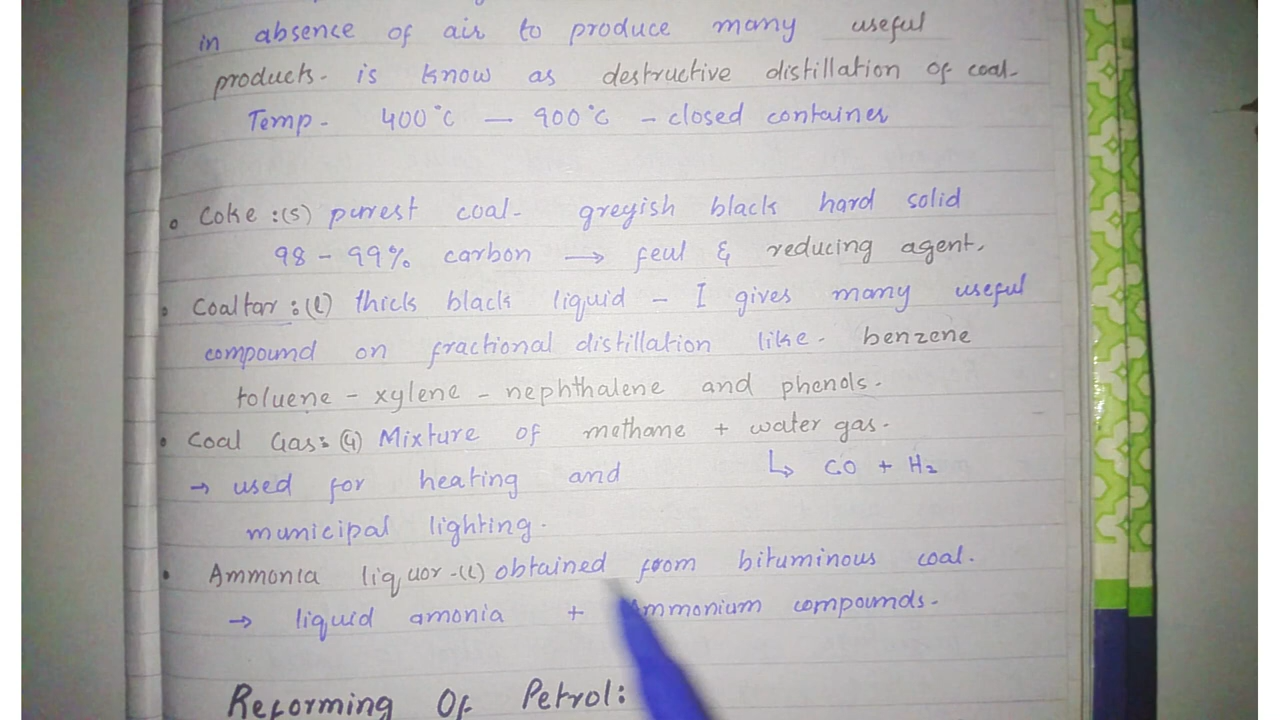 in absence of air to produce many useful
products. is know as destructive distillation of coal.
Temp. 400°C — 900°C - closed container
• Coke :(s) purest coal. greyish black hard solid
98 - 99% carbon → feul & reducing agent.
• Coaltar :(l) thick black liquid - I gives many useful
compound on fractional distillation like. benzene
toluene - xylene - nephthalene and phenols.
• Coal Gas: (G) Mixture of methane + water gas.
→ used for heating and ↳ CO + H2
municipal lighting.
• Ammonia liquor -(l) obtained from bituminous coal.
→ liquid amonia + Ammonium compounds.
Reforming Of Petrol: